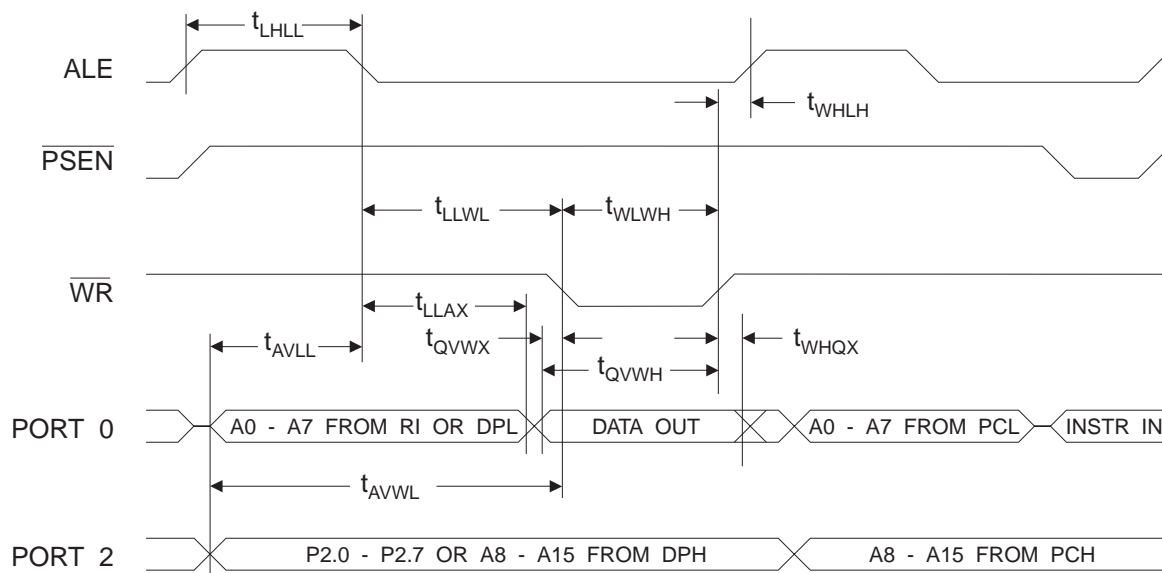 tLHLL
ALE
tWHLH
PSEN
tLLWL
tWLWH
WR
tLLAX
tAVLL
tQVWX
tWHQX
tQVWH
PORT 0
A0 - A7 FROM RI OR DPL
DATA OUT
A0 - A7 FROM PCL
INSTR IN
tAVWL
PORT 2
P2.0 - P2.7 OR A8 - A15 FROM DPH
A8 - A15 FROM PCH